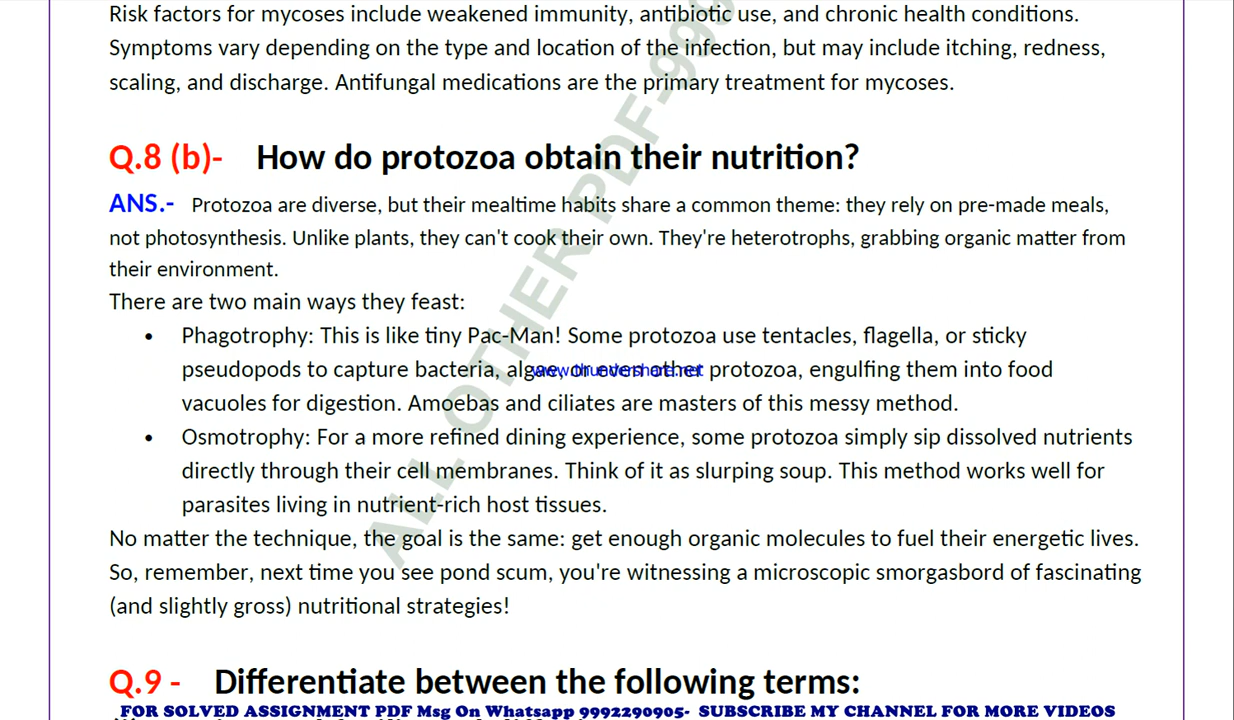 Risk factors for mycoses include weakened immunity, antibiotic use, and chronic health conditions.
Symptoms vary depending on the type and location of the infection, but may include itching, redness,
scaling, and discharge. Antifungal medications are the primary treatment for mycoses.
Q.8 (b)- How do protozoa obtain their nutrition?
ANS.- Protozoa are diverse, but their mealtime habits share a common theme: they rely on pre-made meals,
not photosynthesis. Unlike plants, they can't cook their own. They're heterotrophs, grabbing organic matter from
their environment.
There are two main ways they feast:
• Phagotrophy: This is like tiny Pac-Man! Some protozoa use tentacles, flagella, or sticky
pseudopods to capture bacteria, algae, or even other protozoa, engulfing them into food
www.thundershare.net
vacuoles for digestion. Amoebas and ciliates are masters of this messy method.
• Osmotrophy: For a more refined dining experience, some protozoa simply sip dissolved nutrients
directly through their cell membranes. Think of it as slurping soup. This method works well for
parasites living in nutrient-rich host tissues.
No matter the technique, the goal is the same: get enough organic molecules to fuel their energetic lives.
So, remember, next time you see pond scum, you're witnessing a microscopic smorgasbord of fascinating
(and slightly gross) nutritional strategies!
ALL OTHER PDF-999
Q.9 - Differentiate between the following terms:
FOR SOLVED ASSIGNMENT PDF Msg On Whatsapp 9992290905- SUBSCRIBE MY CHANNEL FOR MORE VIDEOS